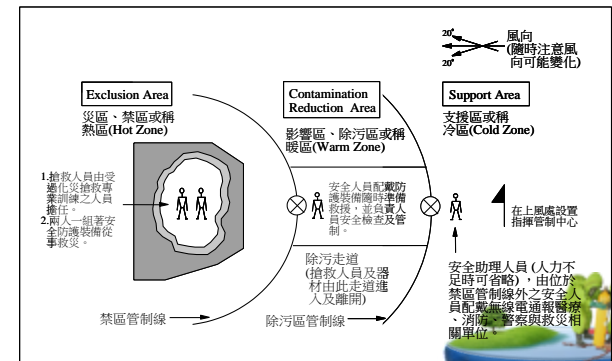 20°
20°
風向
(隨時注意風
向可能變化)
Exclusion Area
災區、禁區或稱
熱區(Hot Zone)
Contamination
Reduction Area
影響區、除污區或稱
暖區(Warm Zone)
Support Area
支援區或稱
冷區(Cold Zone)
1.搶救人員由受
過化災搶救專
業訓練之人員
擔任。
2.兩人一組著安
全防護裝備從
事救災。
安全人員配戴防
護裝備隨時準備
救援，並負責人
員安全檢查及管
制。
在上風處設置
指揮管制中心
除污走道
(搶救人員及器
材由此走道進
入及離開)
安全助理人員 (人力不
足時可省略) ，由位於
禁區管制線外之安全人
員配戴無線電通報醫療
、消防、警察與救災相
關單位。
禁區管制線
除污區管制線